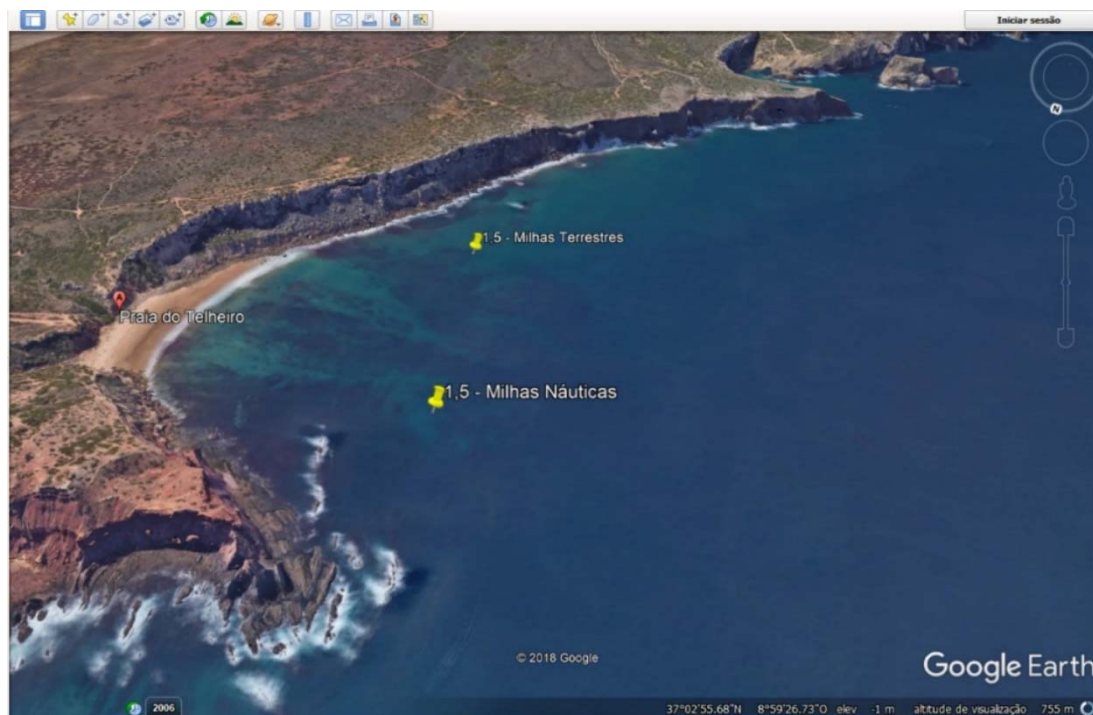 Iniciar sessão
N
1,5 - Milhas Terrestres
A
Praia do Telheiro
1,5 - Milhas Náuticas
© 2018 Google
Google Earth
2006
37°02'55.68"N 8°59'26.73"O elev -1 m altitude de visualização 755 m